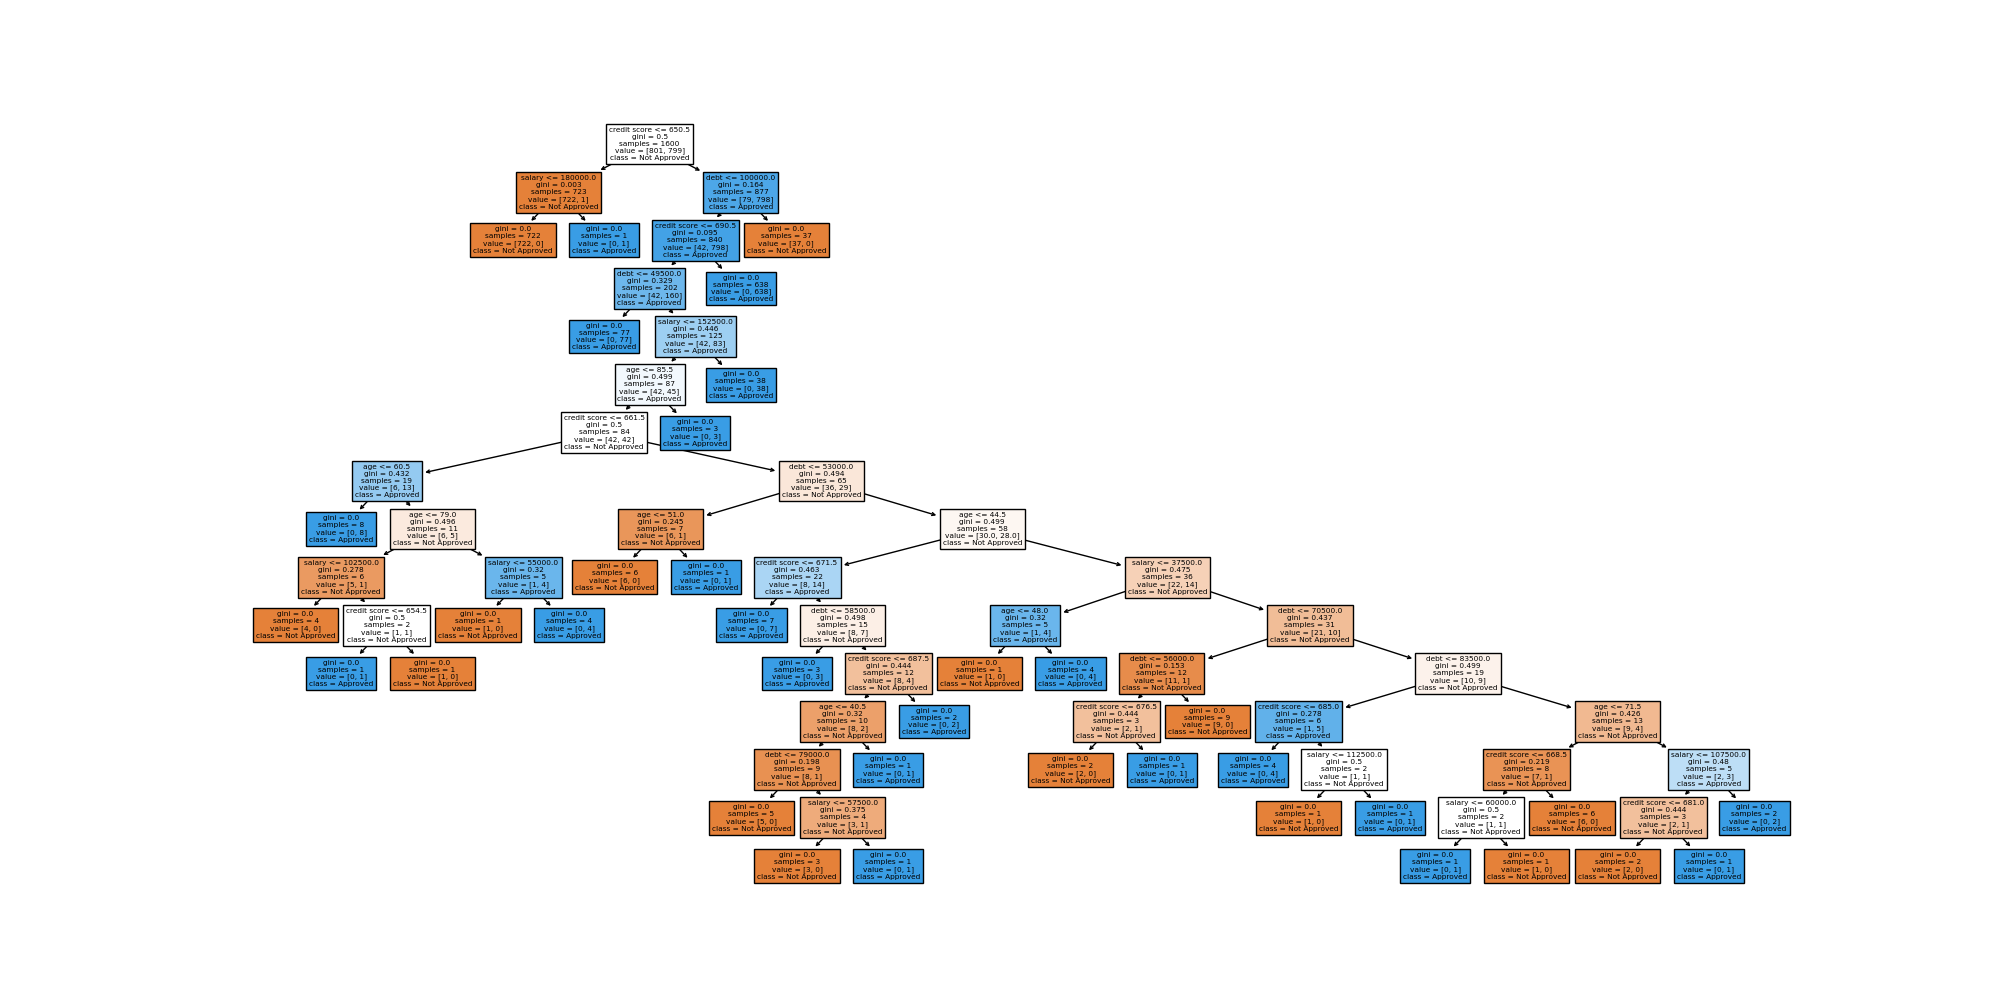 credit score <= 650.5
gini = 0.5
samples = 1600
value = [801, 799]
class = Not Approved
salary <= 180000.0
gini = 0.003
samples = 723
value = [722, 1]
class = Not Approved
debt <= 100000.0
gini = 0.164
samples = 877
value = [79, 798]
class = Approved
gini = 0.0
samples = 722
value = [722, 0]
class = Not Approved
gini = 0.0
samples = 1
value = [0, 1]
class = Approved
credit score <= 690.5
gini = 0.095
samples = 840
value = [42, 798]
class = Approved
gini = 0.0
samples = 37
value = [37, 0]
class = Not Approved
debt <= 49500.0
gini = 0.329
samples = 202
value = [42, 160]
class = Approved
gini = 0.0
samples = 638
value = [0, 638]
class = Approved
gini = 0.0
samples = 77
value = [0, 77]
class = Approved
salary <= 152500.0
gini = 0.446
samples = 125
value = [42, 83]
class = Approved
age <= 85.5
gini = 0.499
samples = 87
value = [42, 45]
class = Approved
gini = 0.0
samples = 38
value = [0, 38]
class = Approved
credit score <= 661.5
gini = 0.5
samples = 84
value = [42, 42]
class = Not Approved
gini = 0.0
samples = 3
value = [0, 3]
class = Approved
age <= 60.5
gini = 0.432
samples = 19
value = [6, 13]
class = Approved
debt <= 53000.0
gini = 0.494
samples = 65
value = [36, 29]
class = Not Approved
gini = 0.0
samples = 8
value = [0, 8]
class = Approved
age <= 79.0
gini = 0.496
samples = 11
value = [6, 5]
class = Not Approved
age <= 51.0
gini = 0.245
samples = 7
value = [6, 1]
class = Not Approved
age <= 44.5
gini = 0.499
samples = 58
value = [30.0, 28.0]
class = Not Approved
salary <= 102500.0
gini = 0.278
samples = 6
value = [5, 1]
class = Not Approved
salary <= 55000.0
gini = 0.32
samples = 5
value = [1, 4]
class = Approved
gini = 0.0
samples = 6
value = [6, 0]
class = Not Approved
gini = 0.0
samples = 1
value = [0, 1]
class = Approved
credit score <= 671.5
gini = 0.463
samples = 22
value = [8, 14]
class = Approved
salary <= 37500.0
gini = 0.475
samples = 36
value = [22, 14]
class = Not Approved
gini = 0.0
samples = 4
value = [4, 0]
class = Not Approved
credit score <= 654.5
gini = 0.5
samples = 2
value = [1, 1]
class = Not Approved
gini = 0.0
samples = 1
value = [1, 0]
class = Not Approved
gini = 0.0
samples = 4
value = [0, 4]
class = Approved
gini = 0.0
samples = 7
value = [0, 7]
class = Approved
debt <= 58500.0
gini = 0.498
samples = 15
value = [8, 7]
class = Not Approved
age <= 48.0
gini = 0.32
samples = 5
value = [1, 4]
class = Approved
debt <= 70500.0
gini = 0.437
samples = 31
value = [21, 10]
class = Not Approved
gini = 0.0
samples = 1
value = [0, 1]
class = Approved
gini = 0.0
samples = 1
value = [1, 0]
class = Not Approved
gini = 0.0
samples = 3
value = [0, 3]
class = Approved
credit score <= 687.5
gini = 0.444
samples = 12
value = [8, 4]
class = Not Approved
gini = 0.0
samples = 1
value = [1, 0]
class = Not Approved
gini = 0.0
samples = 4
value = [0, 4]
class = Approved
debt <= 56000.0
gini = 0.153
samples = 12
value = [11, 1]
class = Not Approved
debt <= 83500.0
gini = 0.499
samples = 19
value = [10, 9]
class = Not Approved
age <= 40.5
gini = 0.32
samples = 10
value = [8, 2]
class = Not Approved
gini = 0.0
samples = 2
value = [0, 2]
class = Approved
credit score <= 676.5
gini = 0.444
samples = 3
value = [2, 1]
class = Not Approved
gini = 0.0
samples = 9
value = [9, 0]
class = Not Approved
credit score <= 685.0
gini = 0.278
samples = 6
value = [1, 5]
class = Approved
age <= 71.5
gini = 0.426
samples = 13
value = [9, 4]
class = Not Approved
debt <= 79000.0
gini = 0.198
samples = 9
value = [8, 1]
class = Not Approved
gini = 0.0
samples = 1
value = [0, 1]
class = Approved
gini = 0.0
samples = 2
value = [2, 0]
class = Not Approved
gini = 0.0
samples = 1
value = [0, 1]
class = Approved
gini = 0.0
samples = 4
value = [0, 4]
class = Approved
salary <= 112500.0
gini = 0.5
samples = 2
value = [1, 1]
class = Not Approved
credit score <= 668.5
gini = 0.219
samples = 8
value = [7, 1]
class = Not Approved
salary <= 107500.0
gini = 0.48
samples = 5
value = [2, 3]
class = Approved
gini = 0.0
samples = 5
value = [5, 0]
class = Not Approved
salary <= 57500.0
gini = 0.375
samples = 4
value = [3, 1]
class = Not Approved
gini = 0.0
samples = 1
value = [1, 0]
class = Not Approved
gini = 0.0
samples = 1
value = [0, 1]
class = Approved
salary <= 60000.0
gini = 0.5
samples = 2
value = [1, 1]
class = Not Approved
gini = 0.0
samples = 6
value = [6, 0]
class = Not Approved
credit score <= 681.0
gini = 0.444
samples = 3
value = [2, 1]
class = Not Approved
gini = 0.0
samples = 2
value = [0, 2]
class = Approved
gini = 0.0
samples = 3
value = [3, 0]
class = Not Approved
gini = 0.0
samples = 1
value = [0, 1]
class = Approved
gini = 0.0
samples = 1
value = [0, 1]
class = Approved
gini = 0.0
samples = 1
value = [1, 0]
class = Not Approved
gini = 0.0
samples = 2
value = [2, 0]
class = Not Approved
gini = 0.0
samples = 1
value = [0, 1]
class = Approved